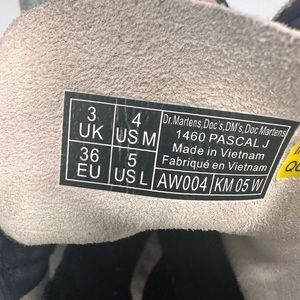 3 UK
4 US M
36 EU
5 US L
Dr.Martens,Doc's,DM's,Doc Martens
1460 PASCAL J
Made in Vietnam
Fabriqué en Vietnam
AW004
KM 05 W